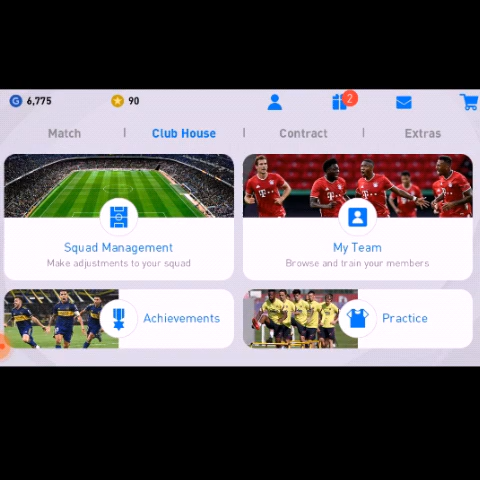 6,775
90
2
Match
Club House
Contract
Extras
Squad Management
Make adjustments to your squad
My Team
Browse and train your members
Achievements
Practice